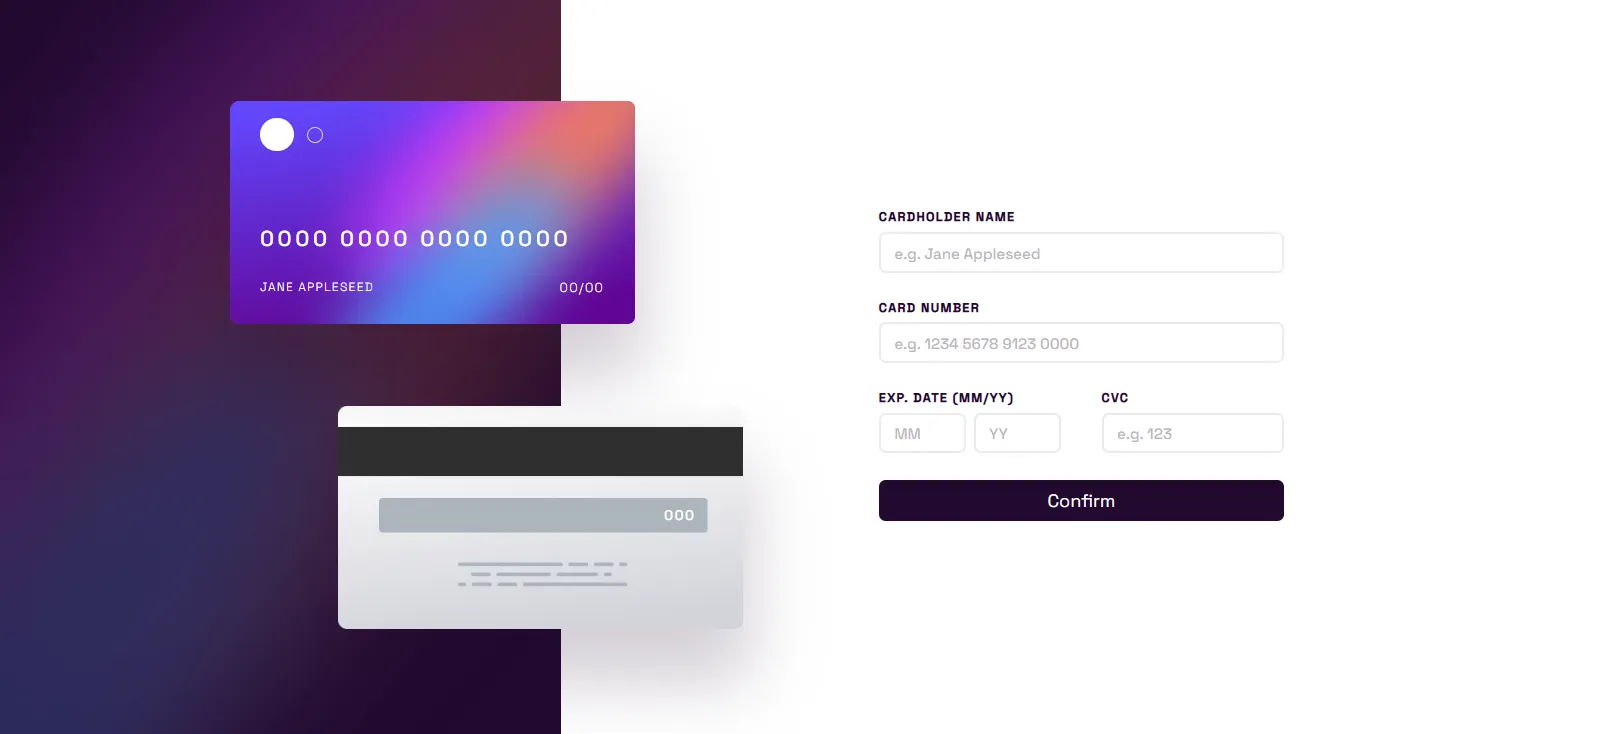 0000 0000 0000 0000
JANE APPLESEED 00/00
000
CARDHOLDER NAME
e.g. Jane Appleseed
CARD NUMBER
e.g. 1234 5678 9123 0000
EXP. DATE (MM/YY) CVC
MM YY e.g. 123
Confirm